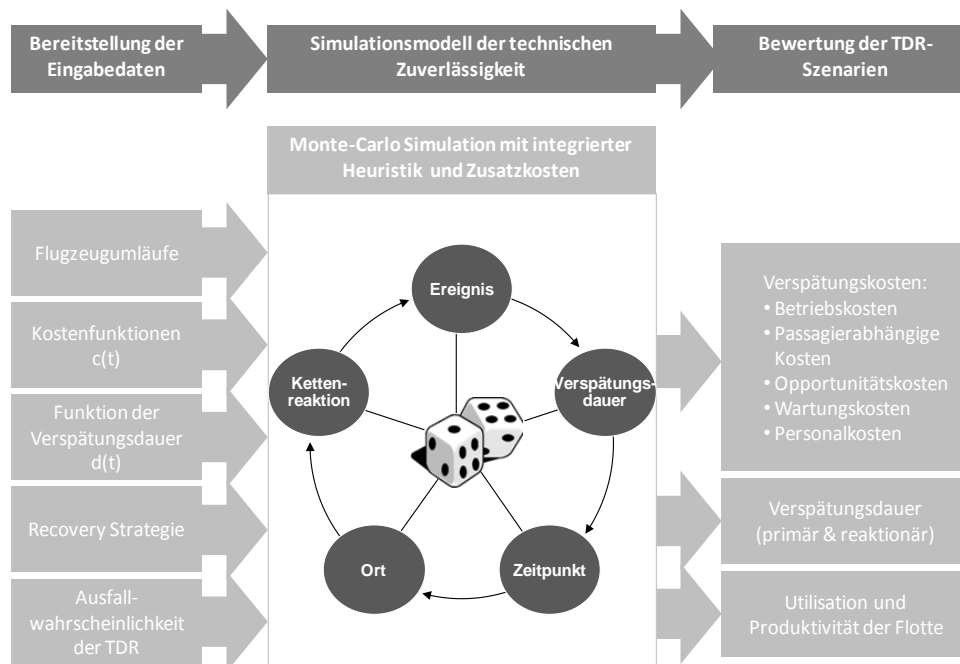 Bereitstellung der
Eingabedaten
Simulationsmodell der technischen
Zuverlässigkeit
Bewertung der TDR-
Szenarien
Monte-Carlo Simulation mit integrierter
Heuristik und Zusatzkosten
Flugzeugumläufe
Kostenfunktionen
c(t)
Funktion der
Verspätungsdauer
d(t)
Recovery Strategie
Ausfall-
wahrscheinlichkeit
der TDR
Ereignis
Verspätungs-
dauer
Zeitpunkt
Ort
Ketten-
reaktion
Verspätungskosten:
• Betriebskosten
• Passagierabhängige
Kosten
• Opportunitätskosten
• Wartungskosten
• Personalkosten
Verspätungsdauer
(primär & reaktionär)
Utilisation und
Produktivität der Flotte